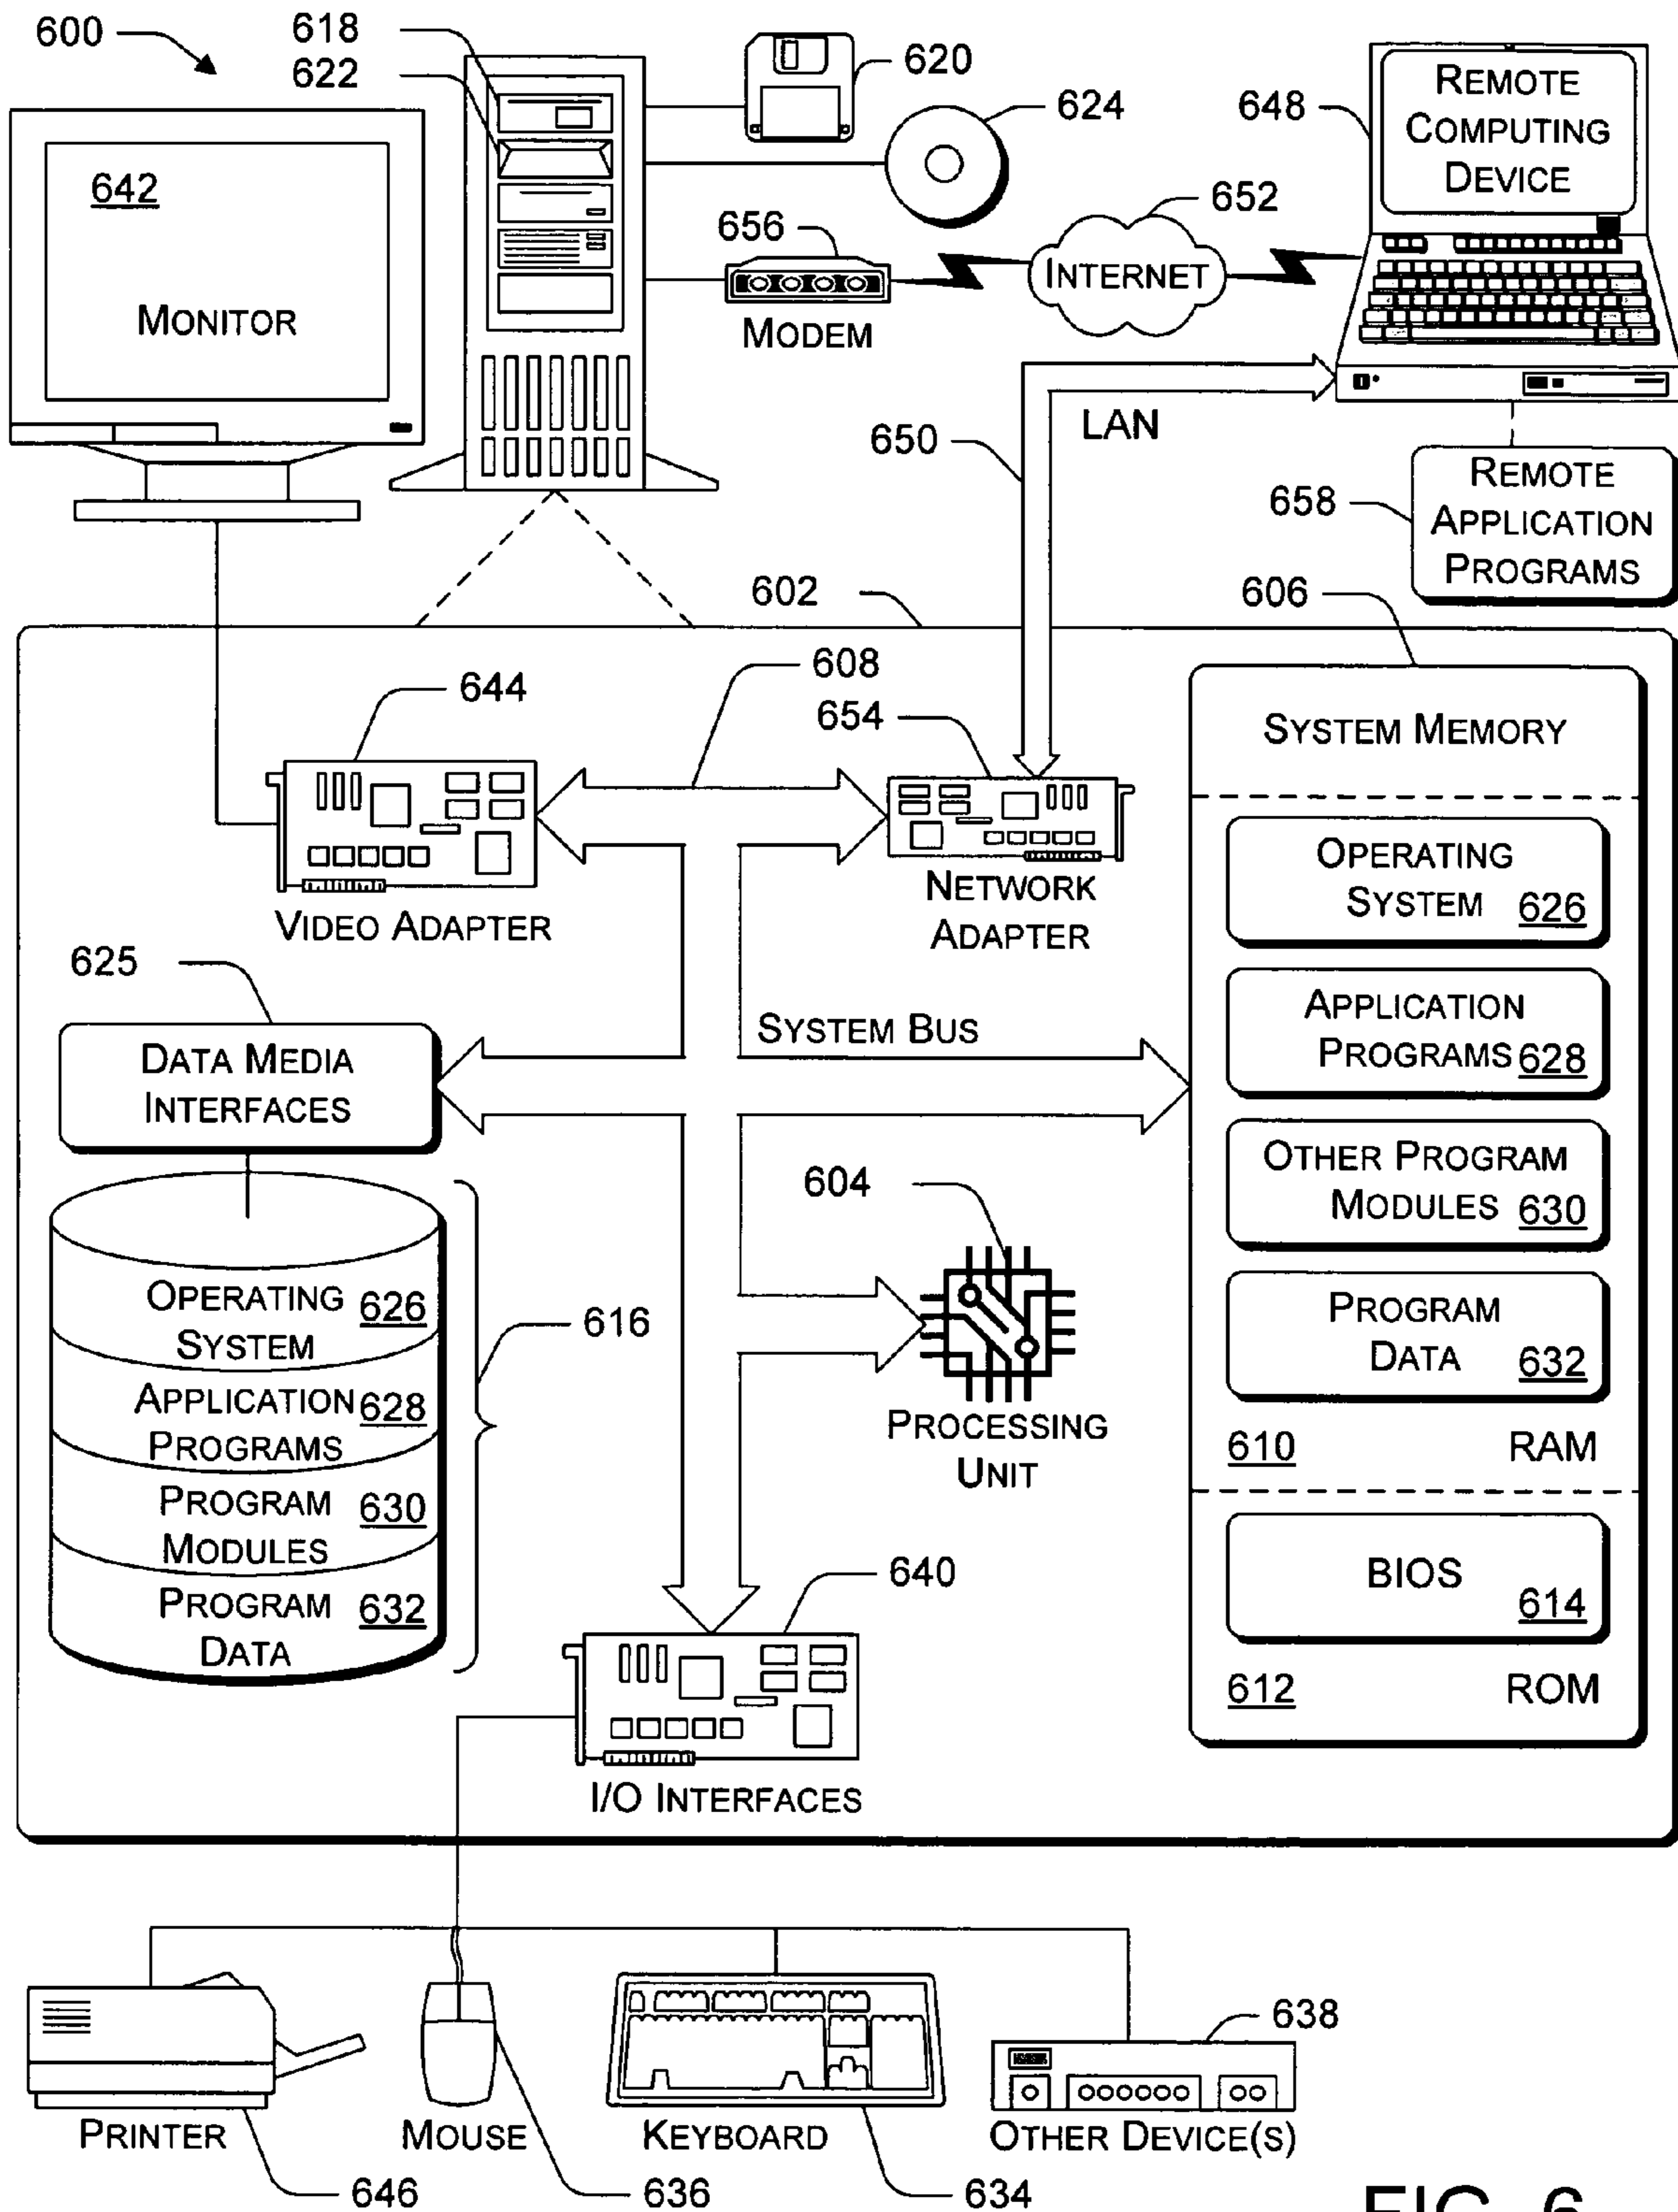 600
618
622
620
624
648
REMOTE
COMPUTING
DEVICE
642
MONITOR
656
MODEM
652
INTERNET
LAN
650
658
REMOTE
APPLICATION
PROGRAMS
602
606
608
644
654
SYSTEM MEMORY
VIDEO ADAPTER
NETWORK
ADAPTER
OPERATING
SYSTEM 626
625
DATA MEDIA
INTERFACES
SYSTEM BUS
APPLICATION
PROGRAMS 628
OTHER PROGRAM
MODULES 630
604
PROCESSING
UNIT
PROGRAM
DATA 632
610 RAM
OPERATING 626
SYSTEM
616
APPLICATION 628
PROGRAMS
PROGRAM 630
MODULES
PROGRAM 632
DATA
BIOS
614
612 ROM
640
I/O INTERFACES
638
PRINTER
MOUSE
KEYBOARD
OTHER DEVICE(S)
646
636
634
FIG. 6